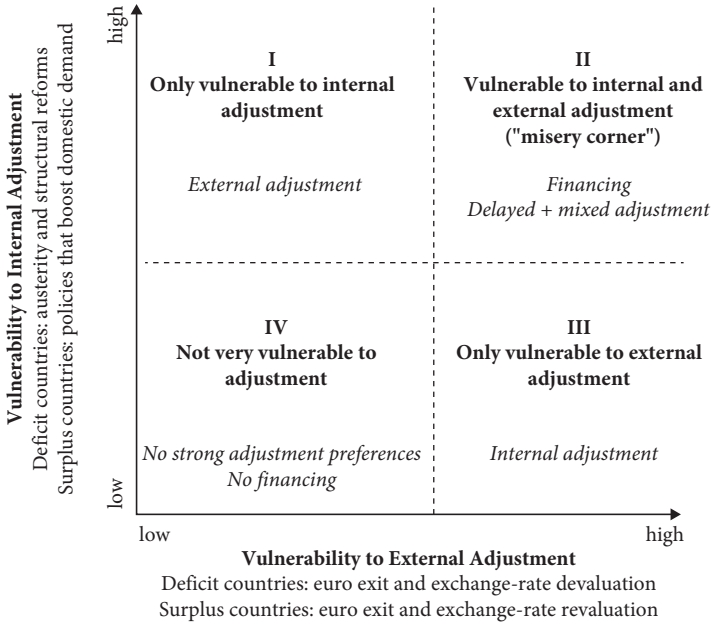 Vulnerability to Internal Adjustment
Deficit countries: austerity and structural reforms
Surplus countries: policies that boost domestic demand
high
low
I
Only vulnerable to internal
adjustment
External adjustment
II
Vulnerable to internal and
external adjustment
("misery corner")
Financing
Delayed + mixed adjustment
IV
Not very vulnerable to
adjustment
No strong adjustment preferences
No financing
III
Only vulnerable to external
adjustment
Internal adjustment
low
high
Vulnerability to External Adjustment
Deficit countries: euro exit and exchange-rate devaluation
Surplus countries: euro exit and exchange-rate revaluation